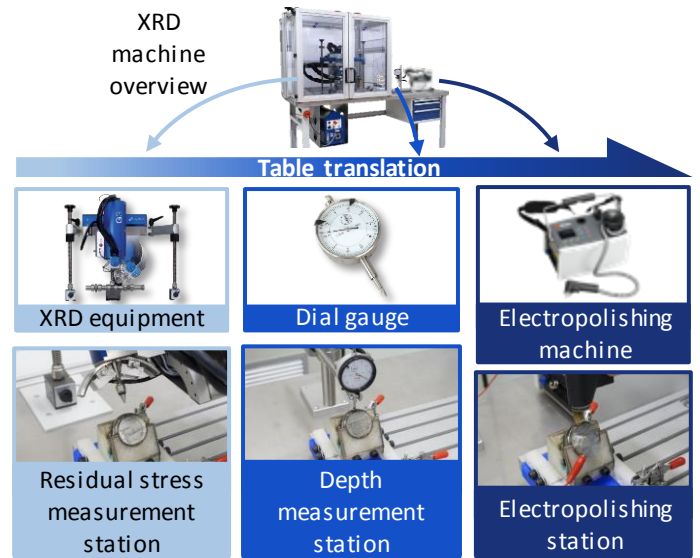 XRD
machine
overview
Table translation
XRD equipment
Dial gauge
Electropolishing
machine
Residual stress
measurement
station
Depth
measurement
station
Electropolishing
station